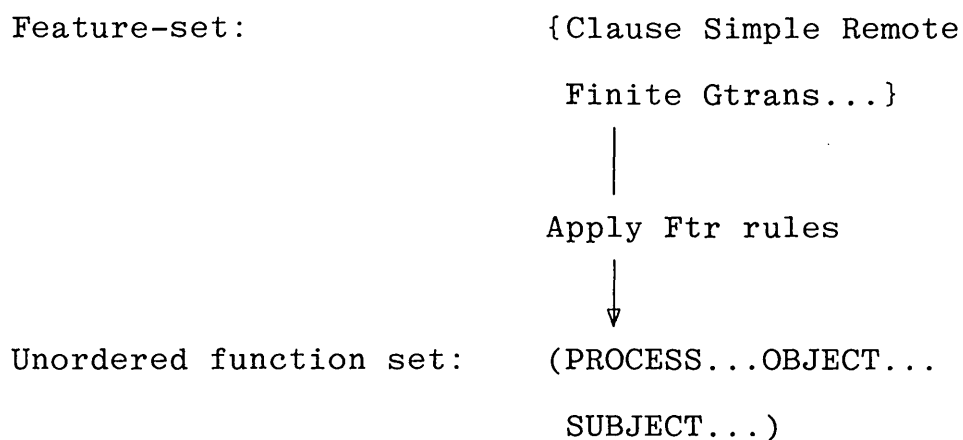 Feature-set: {Clause Simple Remote
Finite Gtrans...}
Apply Ftr rules
Unordered function set: (PROCESS...OBJECT...
SUBJECT...)